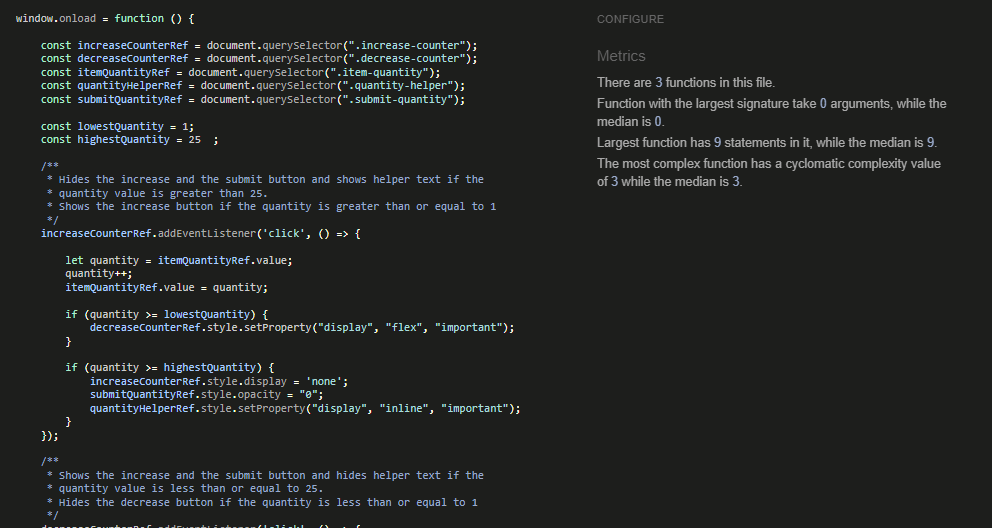 window.onload = function () {
const increaseCounterRef = document.querySelector(".increase-counter");
const decreaseCounterRef = document.querySelector(".decrease-counter");
const itemQuantityRef = document.querySelector(".item-quantity");
const quantityHelperRef = document.querySelector(".quantity-helper");
const submitQuantityRef = document.querySelector(".submit-quantity");
const lowestQuantity = 1;
const highestQuantity = 25  ;
/**
* Hides the increase and the submit button and shows helper text if the
* quantity value is greater than 25.
* Shows the increase button if the quantity is greater than or equal to 1
*/
increaseCounterRef.addEventListener('click', () => {
let quantity = itemQuantityRef.value;
quantity++;
itemQuantityRef.value = quantity;
if (quantity >= lowestQuantity) {
decreaseCounterRef.style.setProperty("display", "flex", "important");
}
if (quantity >= highestQuantity) {
increaseCounterRef.style.display = 'none';
submitQuantityRef.style.opacity = "0";
quantityHelperRef.style.setProperty("display", "inline", "important");
}
});
/**
* Shows the increase and the submit button and hides helper text if the
* quantity value is less than or equal to 25.
* Hides the decrease button if the quantity is less than or equal to 1
*/
decreaseCounterRef.addEventListener('click', () => {
CONFIGURE
Metrics
There are 3 functions in this file.
Function with the largest signature take 0 arguments, while the
median is 0.
Largest function has 9 statements in it, while the median is 9.
The most complex function has a cyclomatic complexity value
of 3 while the median is 3.